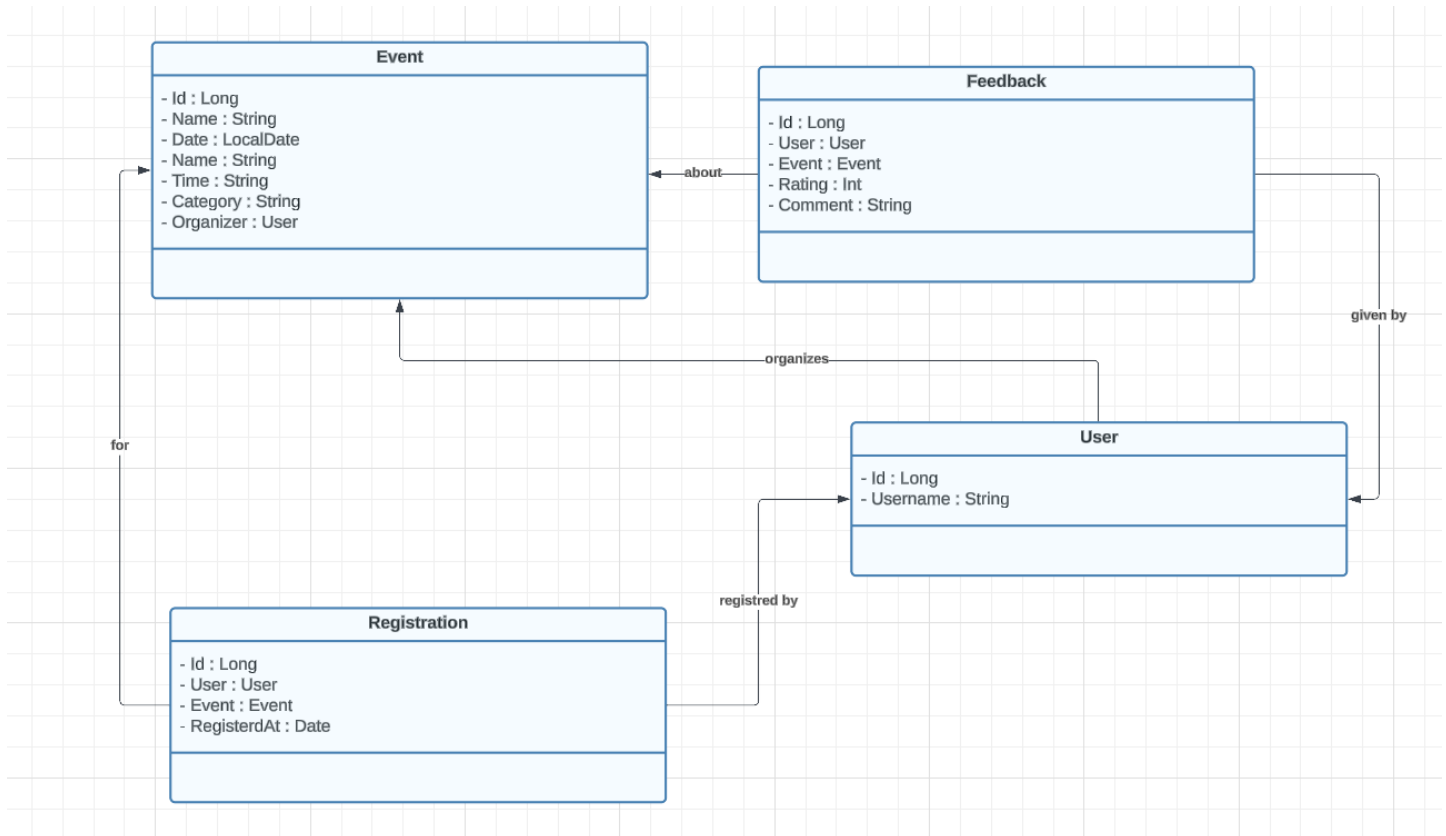 Event
- Id : Long
- Name : String
- Date : LocalDate
- Name : String
- Time : String
- Category : String
- Organizer : User
about
Feedback
- Id : Long
- User : User
- Event : Event
- Rating : Int
- Comment : String
given by
organizes
for
User
- Id : Long
- Username : String
registred by
Registration
- Id : Long
- User : User
- Event : Event
- RegisterdAt : Date